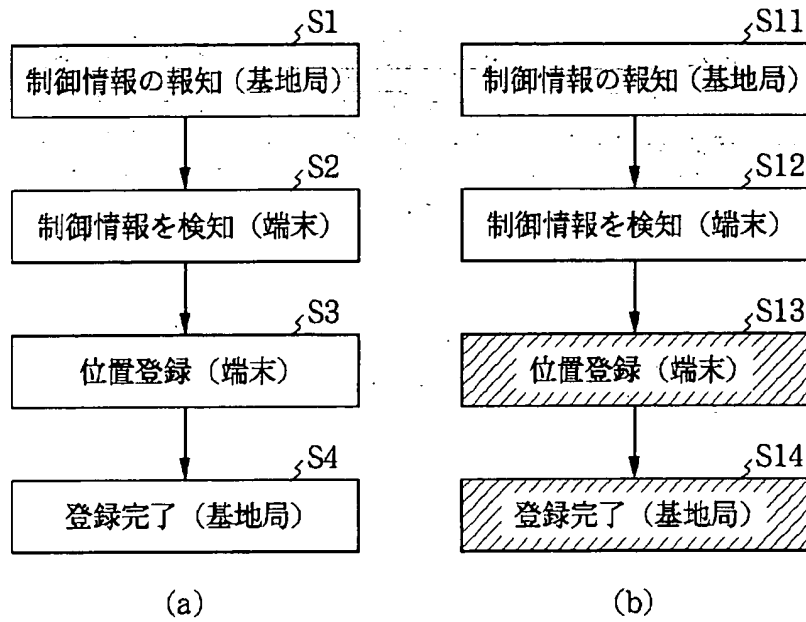 S1
制御情報の報知（基地局）
S2
制御情報を検知（端末）
S3
位置登録（端末）
S4
登録完了（基地局）
(a)
S11
制御情報の報知（基地局）
S12
制御情報を検知（端末）
S13
位置登録（端末）
S14
登録完了（基地局）
(b)